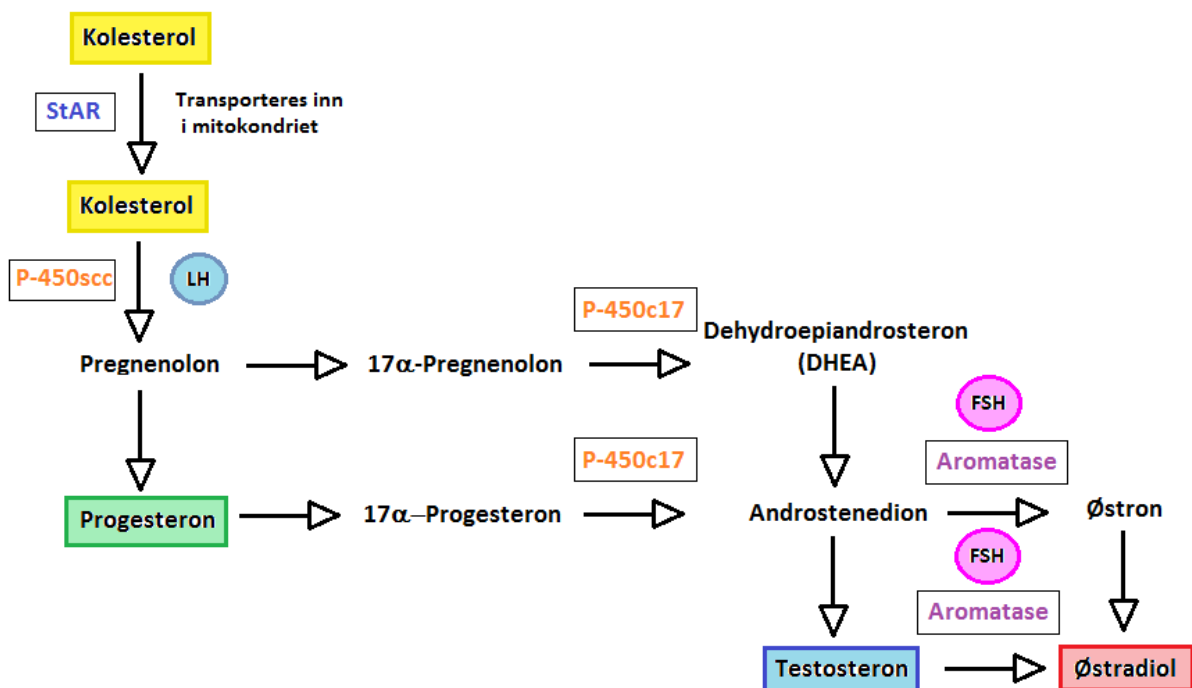 Kolesterol
StAR
Transporteres inn
i mitokondriet
Kolesterol
P-450scc
LH
P-450c17
Pregnenolon
17α-Pregnenolon
Dehydroepiandrosteron
(DHEA)
FSH
P-450c17
Aromatase
Progesteron
17α–Progesteron
Androstenedion
Østron
FSH
Aromatase
Testosteron
Østradiol